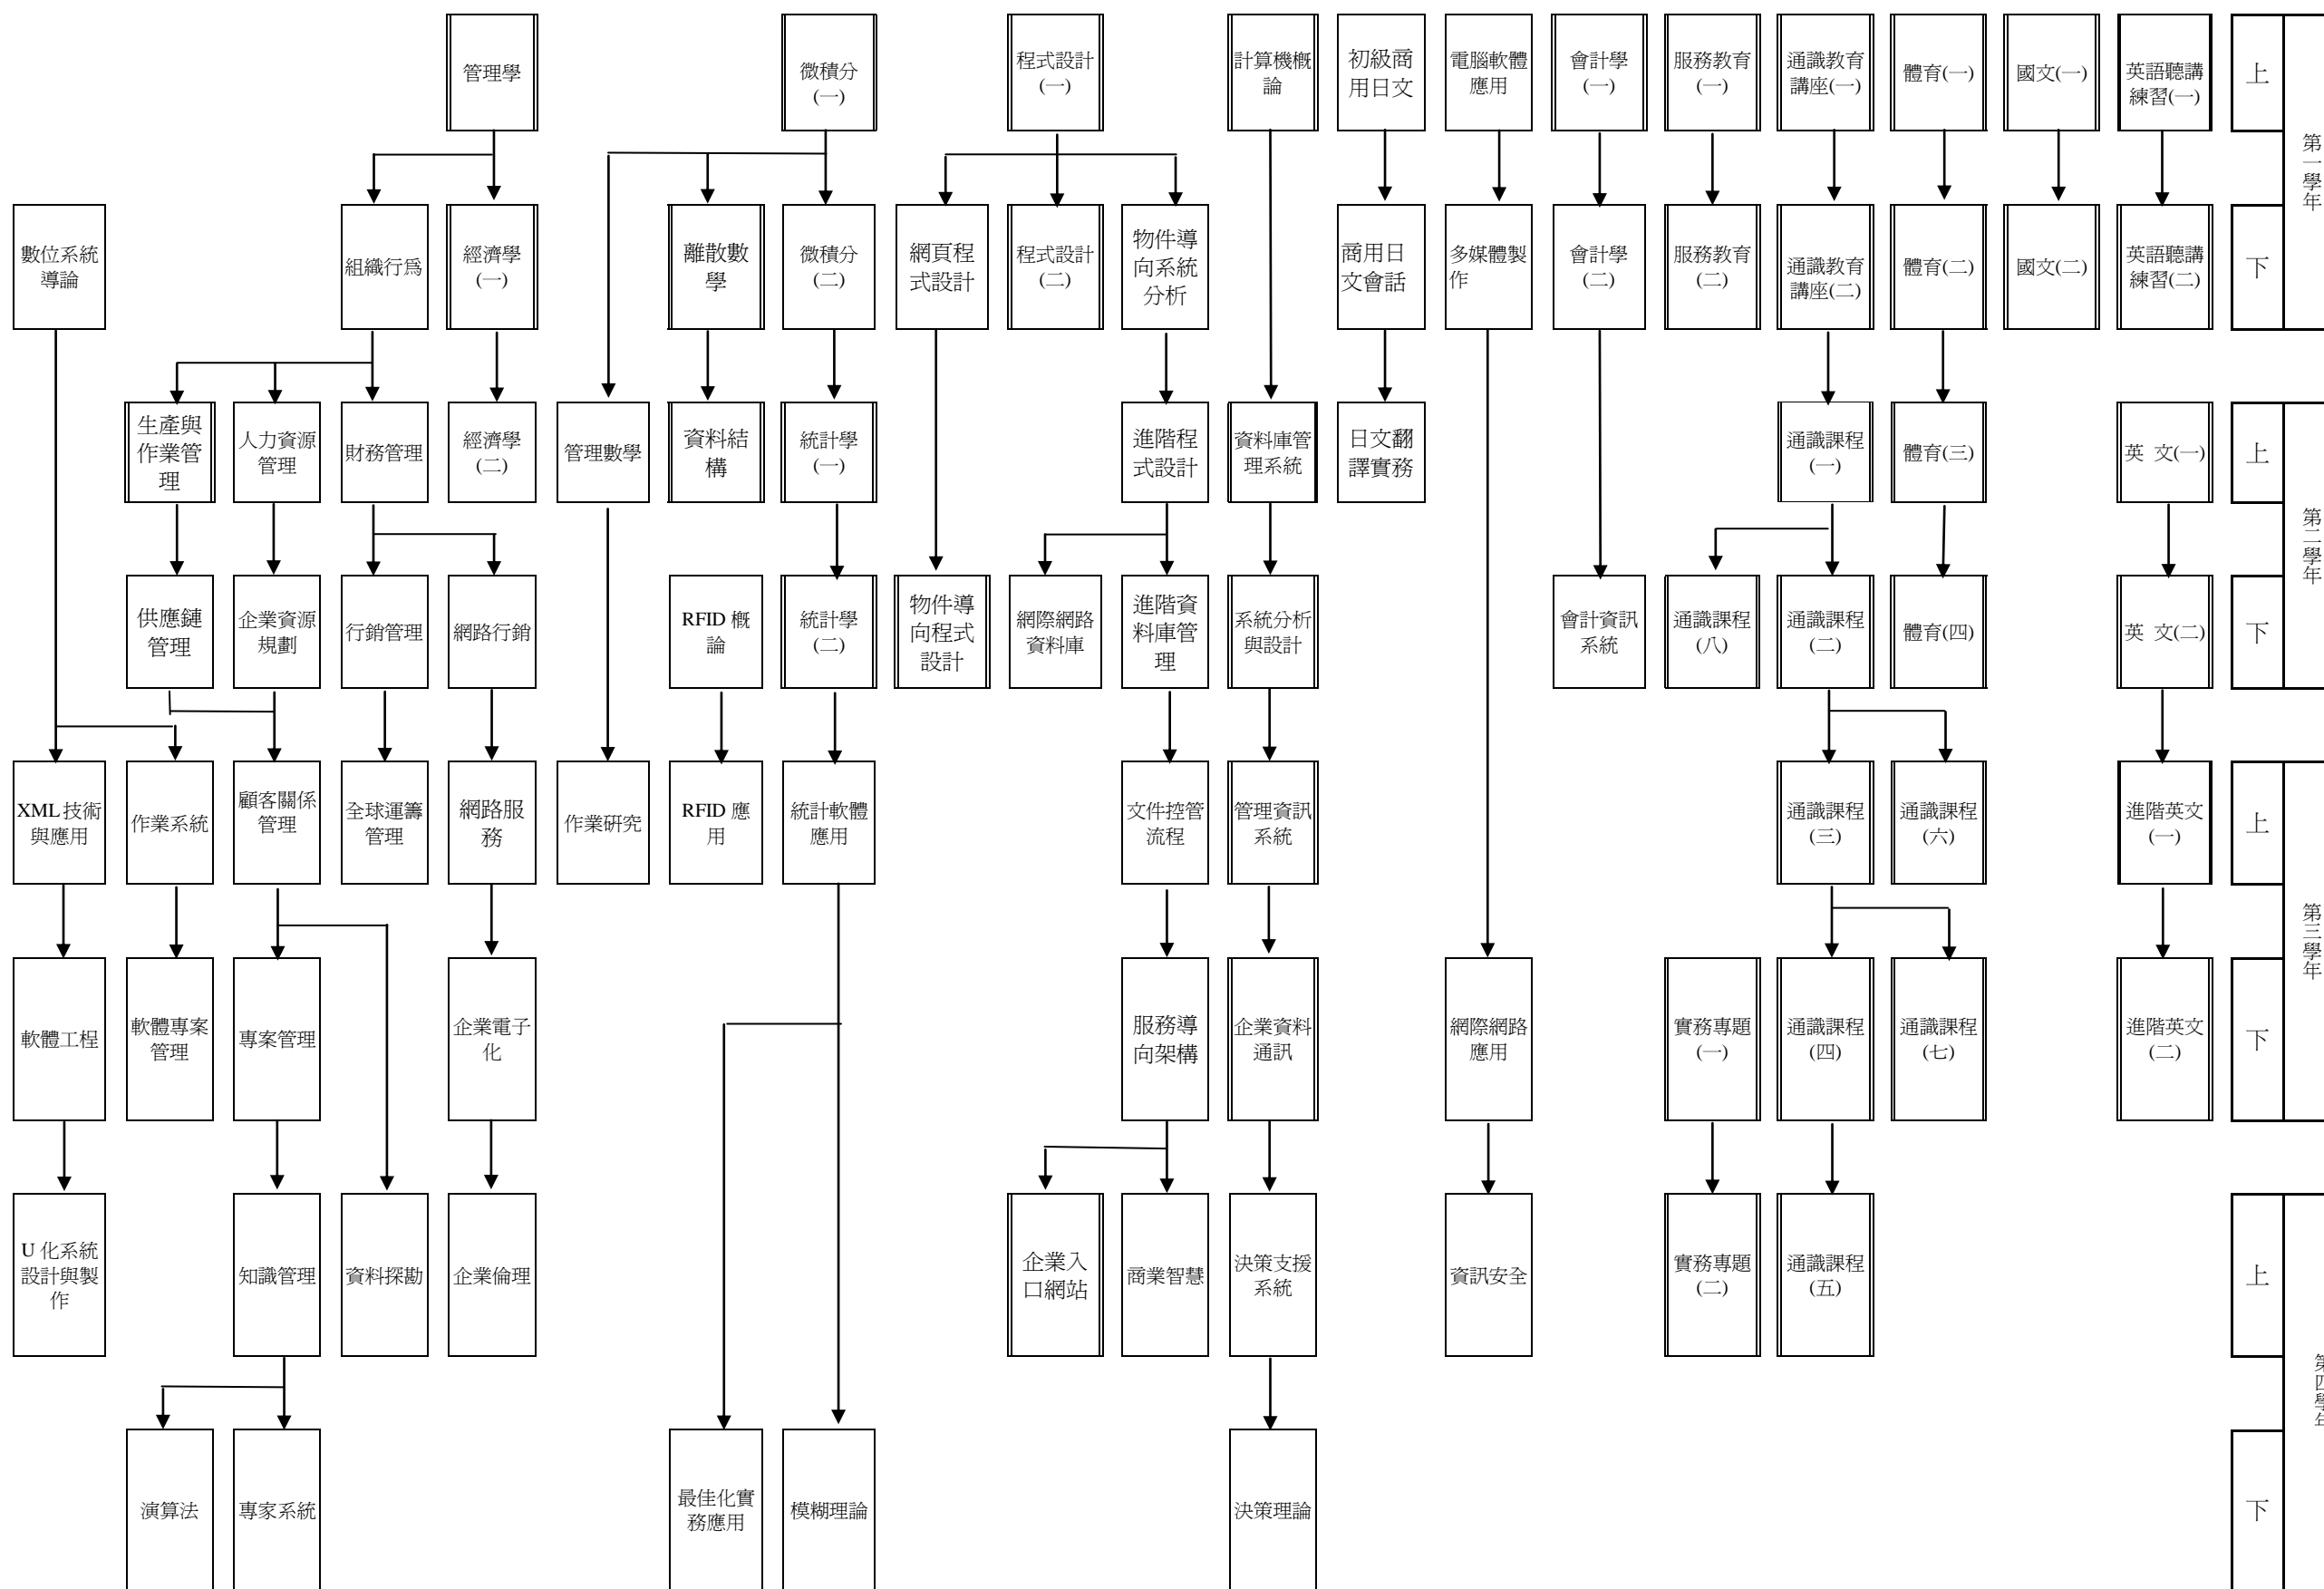 管理學
微積分
(一)
程式設計
(一)
計算機概
論
初級商
用日文
電腦軟體
應用
會計學
(一)
服務教育
(一)
通識教育
講座(一)
體育(一)
國文(一)
英語聽講
練習(一)
上
第一學年
數位系統
導論
組織行為
經濟學
(一)
離散數
學
微積分
(二)
網頁程
式設計
程式設計
(二)
物件導
向系統
分析
商用日
文會話
多媒體製
作
會計學
(二)
服務教育
(二)
通識教育
講座(二)
體育(二)
國文(二)
英語聽講
練習(二)
下
生產與
作業管
理
人力資源
管理
財務管理
經濟學
(二)
管理數學
資料結
構
統計學
(一)
進階程
式設計
資料庫管
理系統
日文翻
譯實務
通識課程
(一)
體育(三)
英 文(一)
上
第二學年
供應鏈
管理
企業資源
規劃
行銷管理
網路行銷
RFID 概
論
統計學
(二)
物件導
向程式
設計
網際網路
資料庫
進階資
料庫管
理
系統分析
與設計
會計資訊
系統
通識課程
(八)
通識課程
(二)
體育(四)
英 文(二)
下
XML 技術
與應用
作業系統
顧客關係
管理
全球運籌
管理
網路服
務
作業研究
RFID 應
用
統計軟體
應用
文件控管
流程
管理資訊
系統
通識課程
(三)
通識課程
(六)
進階英文
(一)
上
第三學年
軟體工程
軟體專案
管理
專案管理
企業電子
化
服務導
向架構
企業資料
通訊
網際網路
應用
實務專題
(一)
通識課程
(四)
通識課程
(七)
進階英文
(二)
下
U 化系統
設計與製
作
知識管理
資料探勘
企業倫理
企業入
口網站
商業智慧
決策支援
系統
資訊安全
實務專題
(二)
通識課程
(五)
上
第四學年
演算法
專家系統
最佳化實
務應用
模糊理論
決策理論
下